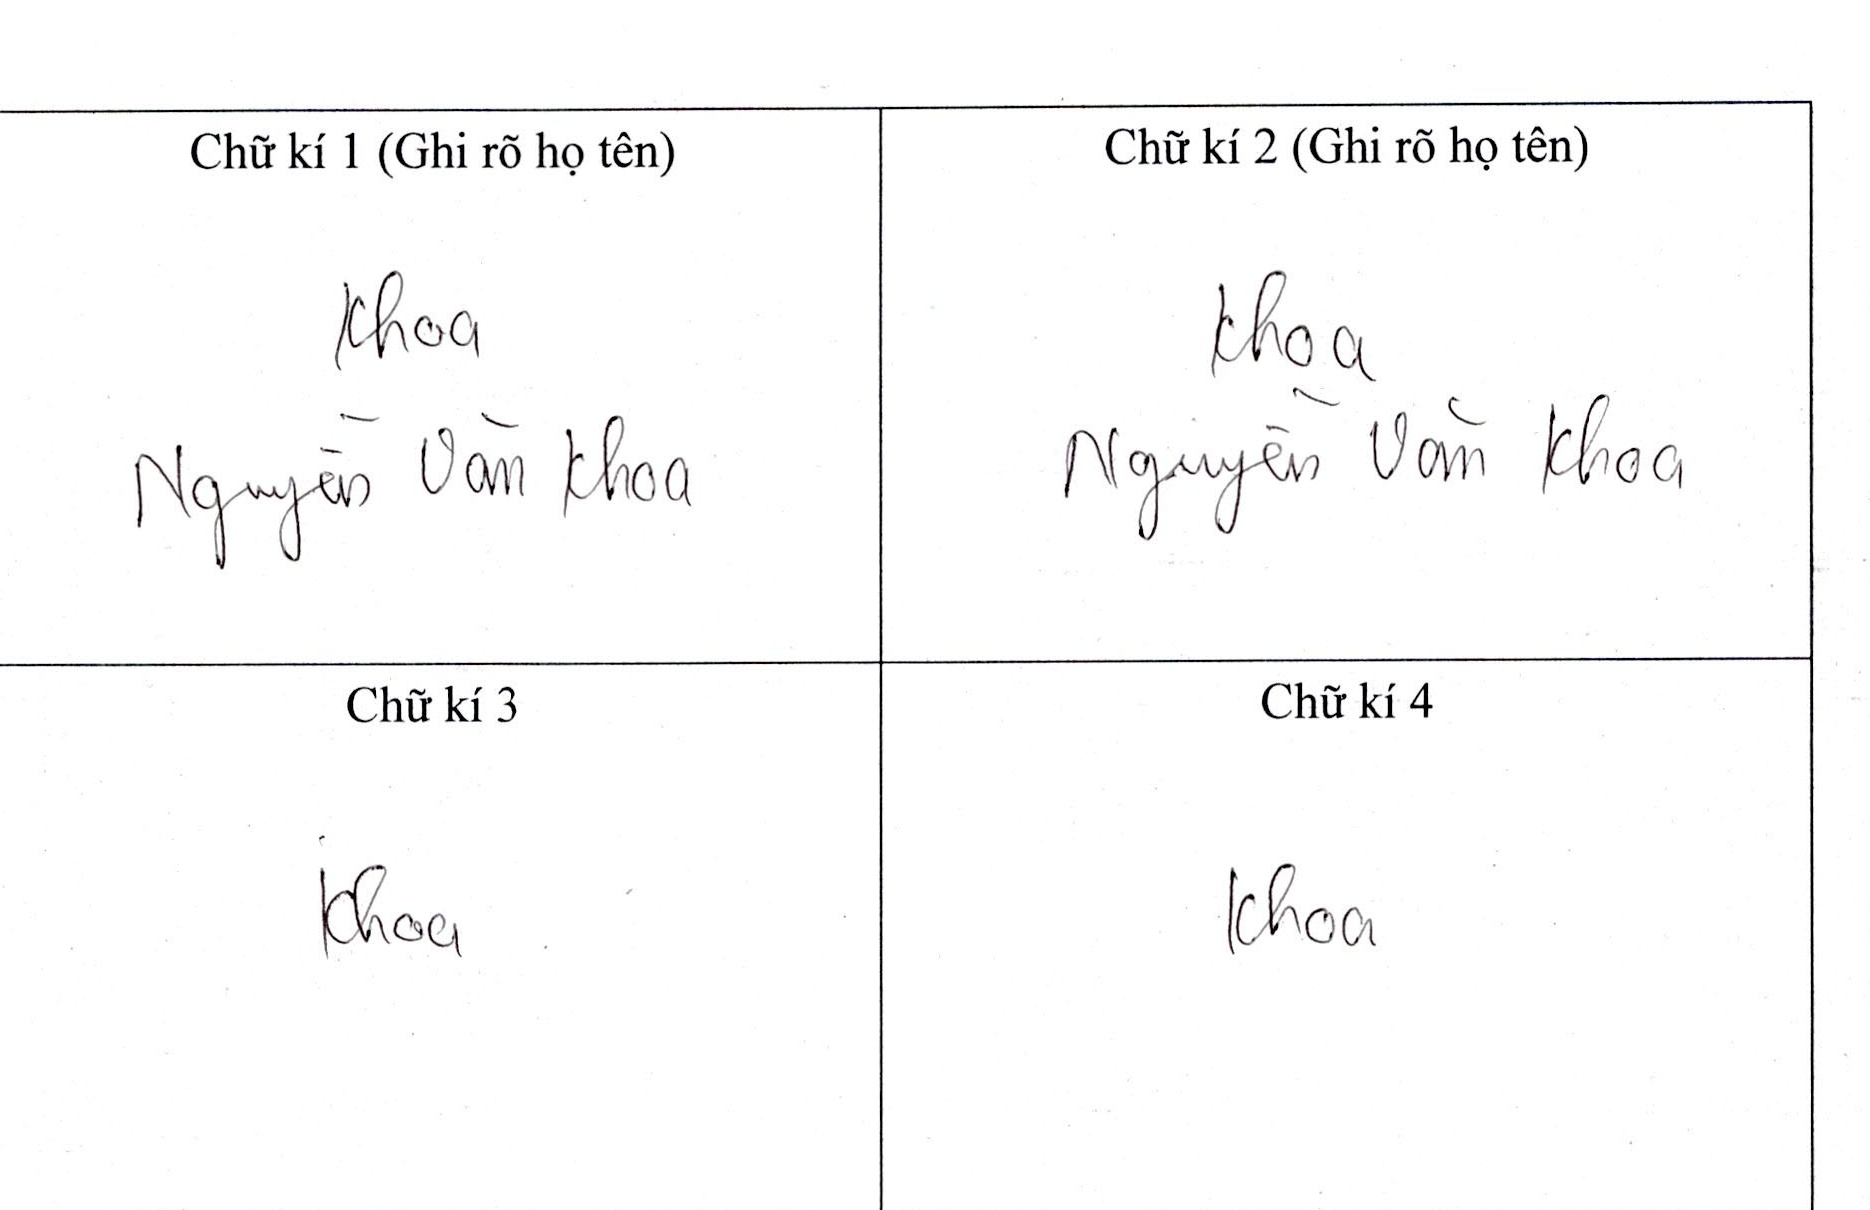 Chữ kí 1 (Ghi rõ họ tên)
Khoa
Nguyễn Văn Khoa
Chữ kí 2 (Ghi rõ họ tên)
Khoa
Nguyễn Văn Khoa
Chữ kí 3
Khoa
Chữ kí 4
Khoa